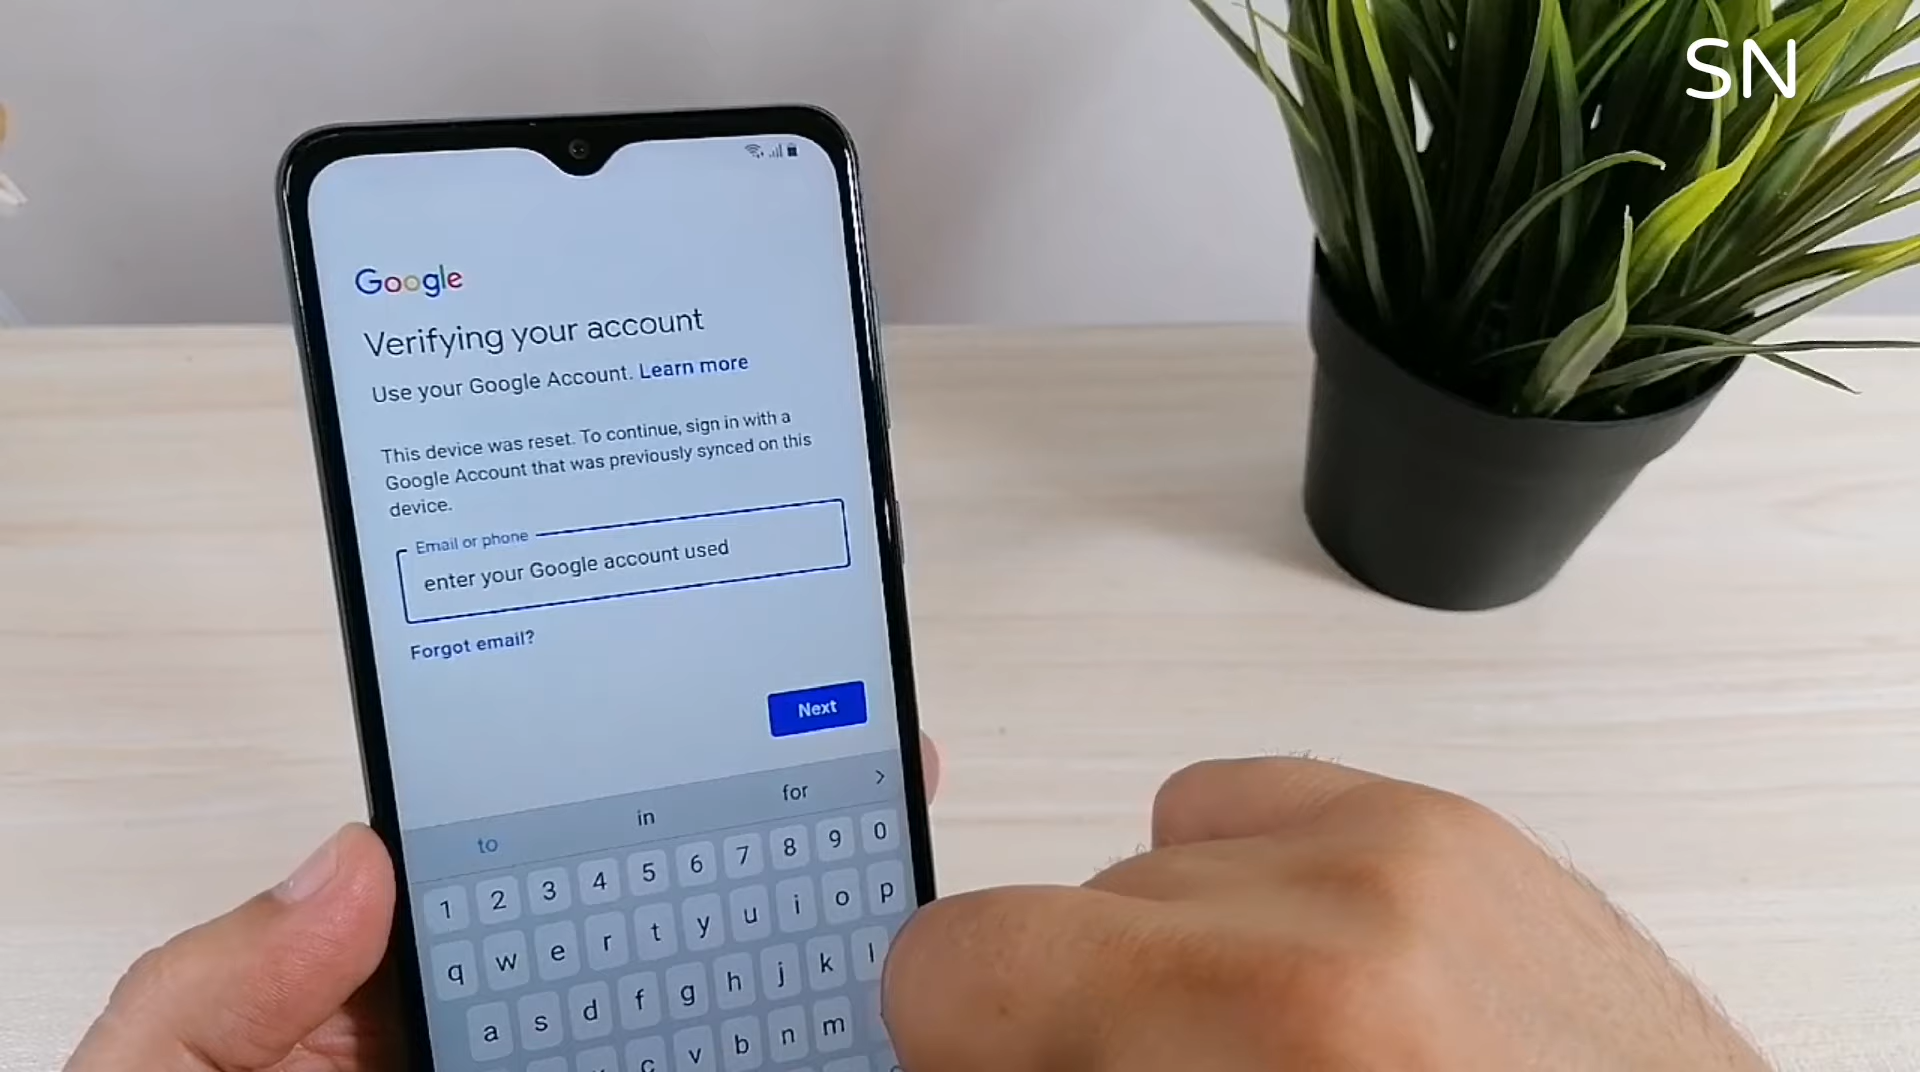 SN
Google
Verifying your account
Use your Google Account. Learn more
This device was reset. To continue, sign in with a
Google Account that was previously synced on this
device.
Email or phone
enter your Google account used
Forgot email?
Next
to in for >
1 2 3 4 5 6 7 8 9 0
q w e r t y u i o p
a s d f g h j k l
c v b n m